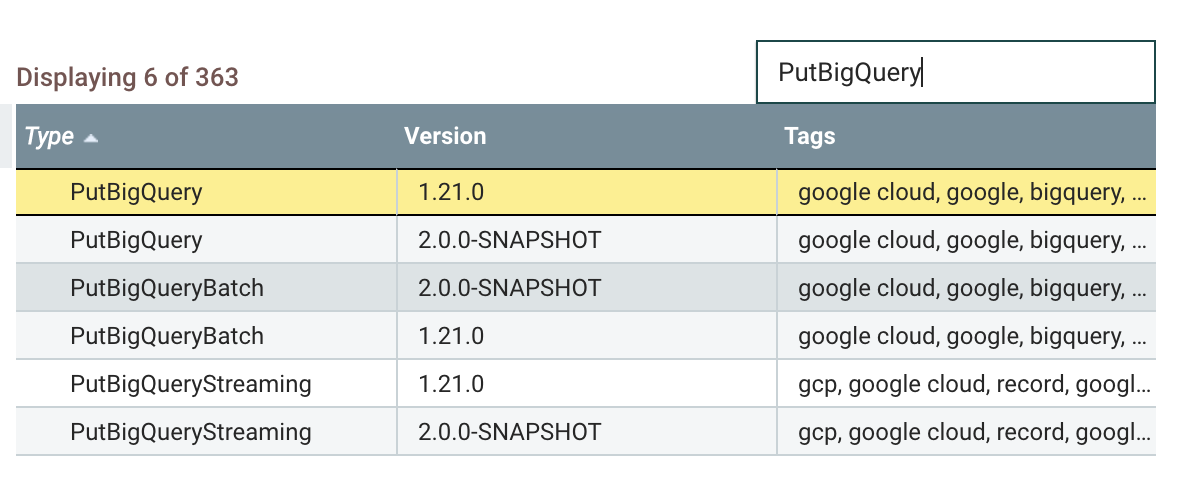 Displaying 6 of 363
PutBigQuery
Type Version Tags
PutBigQuery 1.21.0 google cloud, google, bigquery, ...
PutBigQuery 2.0.0-SNAPSHOT google cloud, google, bigquery, ...
PutBigQueryBatch 2.0.0-SNAPSHOT google cloud, google, bigquery, ...
PutBigQueryBatch 1.21.0 google cloud, google, bigquery, ...
PutBigQueryStreaming 1.21.0 gcp, google cloud, record, googl...
PutBigQueryStreaming 2.0.0-SNAPSHOT gcp, google cloud, record, googl...